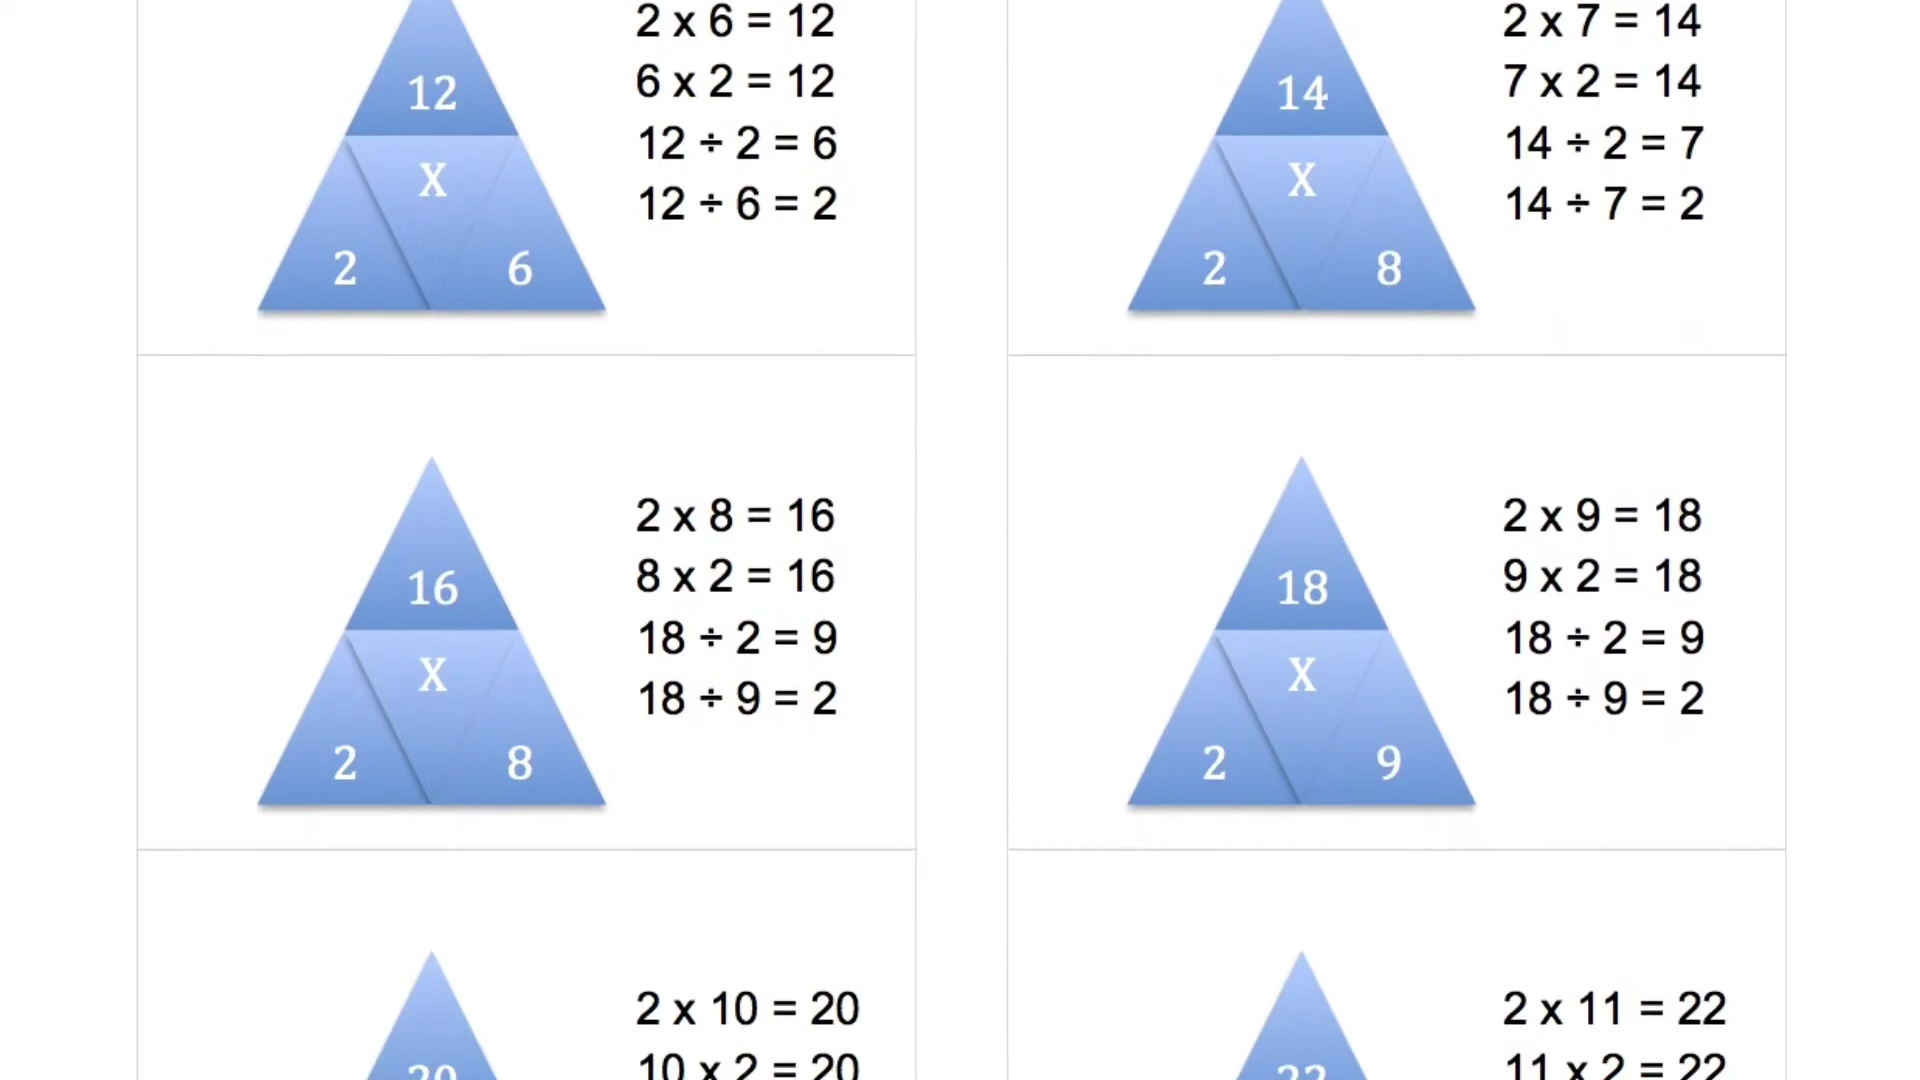 12
X
2 6
2 x 6 = 12
6 x 2 = 12
12 ÷ 2 = 6
12 ÷ 6 = 2
14
X
2 8
2 x 7 = 14
7 x 2 = 14
14 ÷ 2 = 7
14 ÷ 7 = 2
16
X
2 8
2 x 8 = 16
8 x 2 = 16
18 ÷ 2 = 9
18 ÷ 9 = 2
18
X
2 9
2 x 9 = 18
9 x 2 = 18
18 ÷ 2 = 9
18 ÷ 9 = 2
20
2 x 10 = 20
10 x 2 = 20
22
2 x 11 = 22
11 x 2 = 22